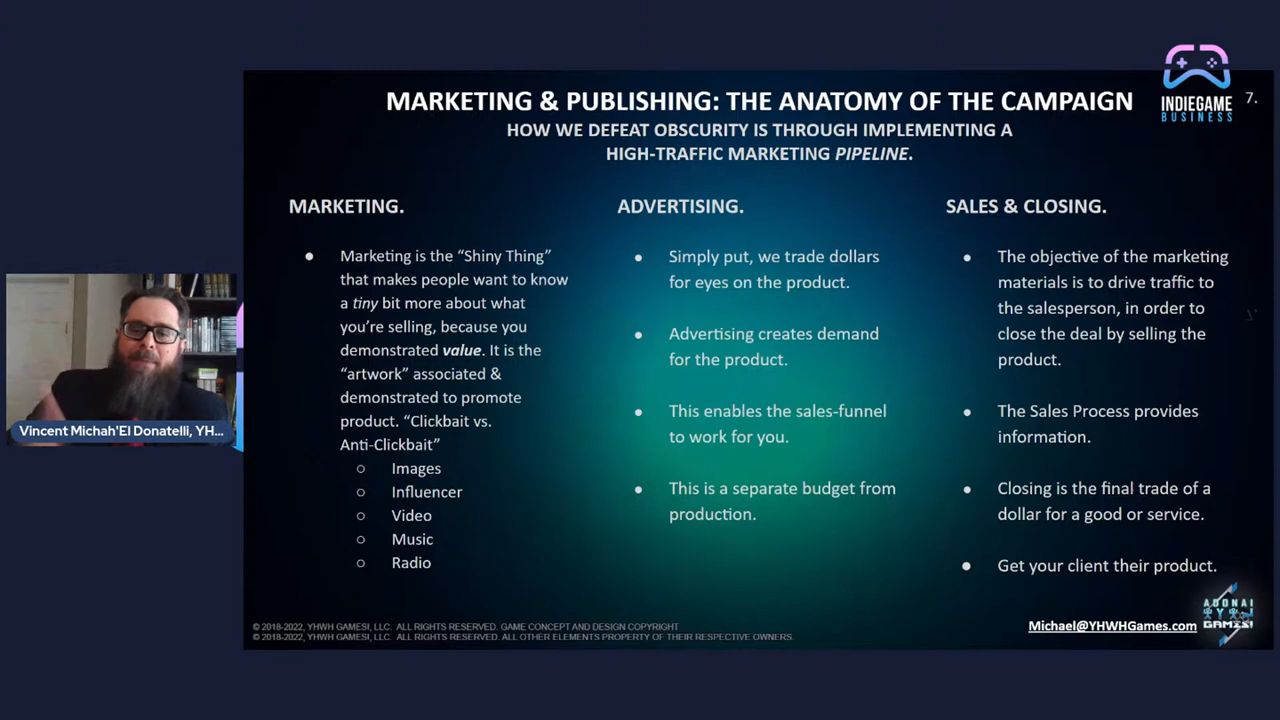 MARKETING & PUBLISHING: THE ANATOMY OF THE CAMPAIGN
HOW WE DEFEAT OBSCURITY IS THROUGH IMPLEMENTING A
HIGH-TRAFFIC MARKETING PIPELINE.
INDIEGAME
BUSINESS
7.
MARKETING.
● Marketing is the “Shiny Thing”
that makes people want to know
a tiny bit more about what
you’re selling, because you
demonstrated value. It is the
“artwork” associated &
demonstrated to promote
product. “Clickbait vs.
Anti-Clickbait”
○ Images
○ Influencer
○ Video
○ Music
○ Radio
ADVERTISING.
● Simply put, we trade dollars
for eyes on the product.
● Advertising creates demand
for the product.
● This enables the sales-funnel
to work for you.
● This is a separate budget from
production.
SALES & CLOSING.
● The objective of the marketing
materials is to drive traffic to
the salesperson, in order to
close the deal by selling the
product.
● The Sales Process provides
information.
● Closing is the final trade of a
dollar for a good or service.
● Get your client their product.
Vincent Michah'El Donatelli, YH...
© 2018-2022, YHWH GAMES!, LLC. ALL RIGHTS RESERVED. GAME CONCEPT AND DESIGN COPYRIGHT
© 2018-2022, YHWH GAMES!, LLC. ALL RIGHTS RESERVED. ALL OTHER ELEMENTS PROPERTY OF THEIR RESPECTIVE OWNERS.
Michael@YHWHGames.com
ADONAI
GAMES!